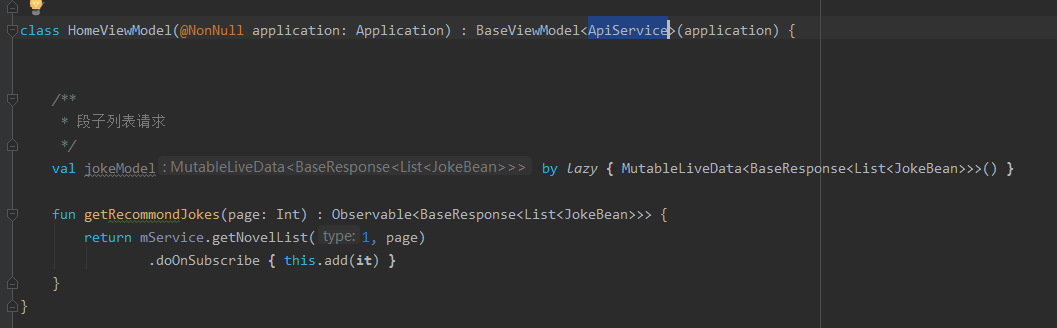 class HomeViewModel(@NonNull application: Application) : BaseViewModel<ApiService>(application) {
/**
* 段子列表请求
*/
val jokeModel : MutableLiveData<BaseResponse<List<JokeBean>>> by lazy { MutableLiveData<BaseResponse<List<JokeBean>>>() }
fun getRecommondJokes(page: Int) : Observable<BaseResponse<List<JokeBean>>> {
return mService.getNovelList( type: 1, page)
.doOnSubscribe { this.add(it) }
}
}